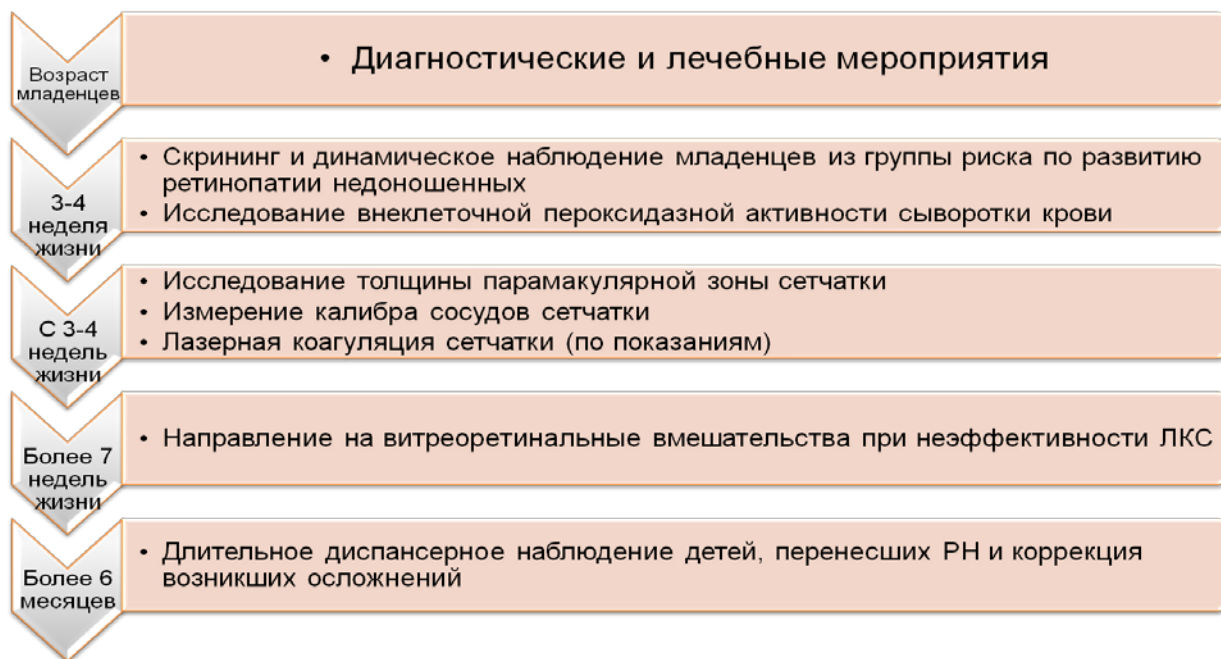 Возраст
младенцев
• Диагностические и лечебные мероприятия
3-4
неделя
жизни
• Скрининг и динамическое наблюдение младенцев из группы риска по развитию
ретинопатии недоношенных
• Исследование внеклеточной пероксидазной активности сыворотки крови
С 3-4
недель
жизни
• Исследование толщины парамакулярной зоны сетчатки
• Измерение калибра сосудов сетчатки
• Лазерная коагуляция сетчатки (по показаниям)
Более 7
недель
жизни
• Направление на витреоретинальные вмешательства при неэффективности ЛКС
Более 6
месяцев
• Длительное диспансерное наблюдение детей, перенесших РН и коррекция
возникших осложнений